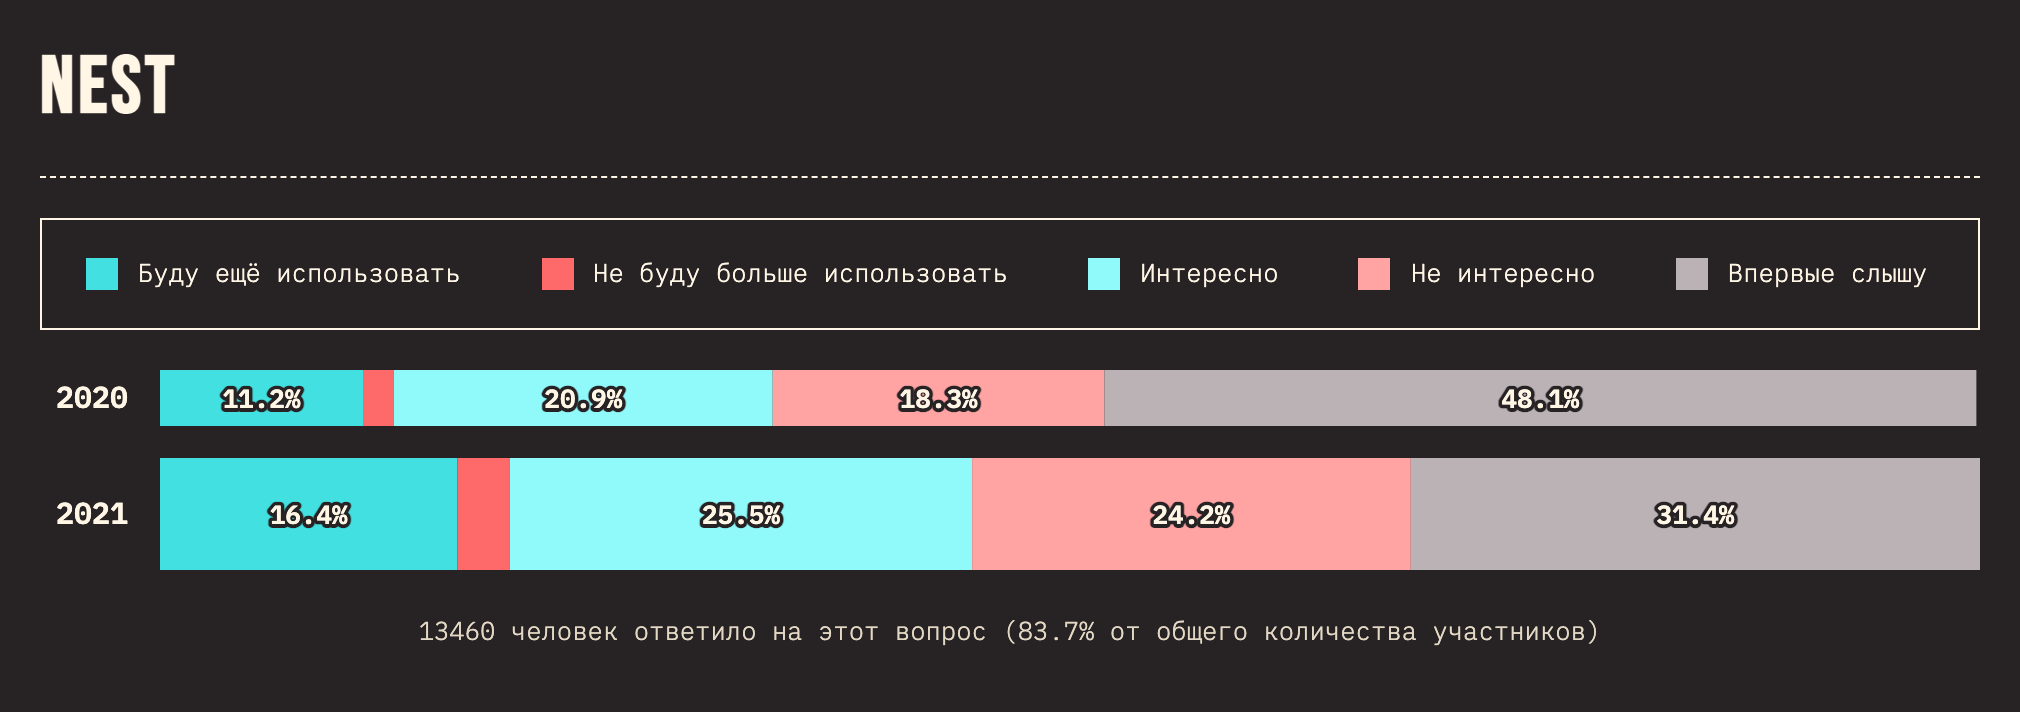 NEST
Буду ещё использовать Не буду больше использовать Интересно Не интересно Впервые слышу
2020 11.2% 20.9% 18.3% 48.1%
2021 16.4% 25.5% 24.2% 31.4%
13460 человек ответило на этот вопрос (83.7% от общего количества участников)